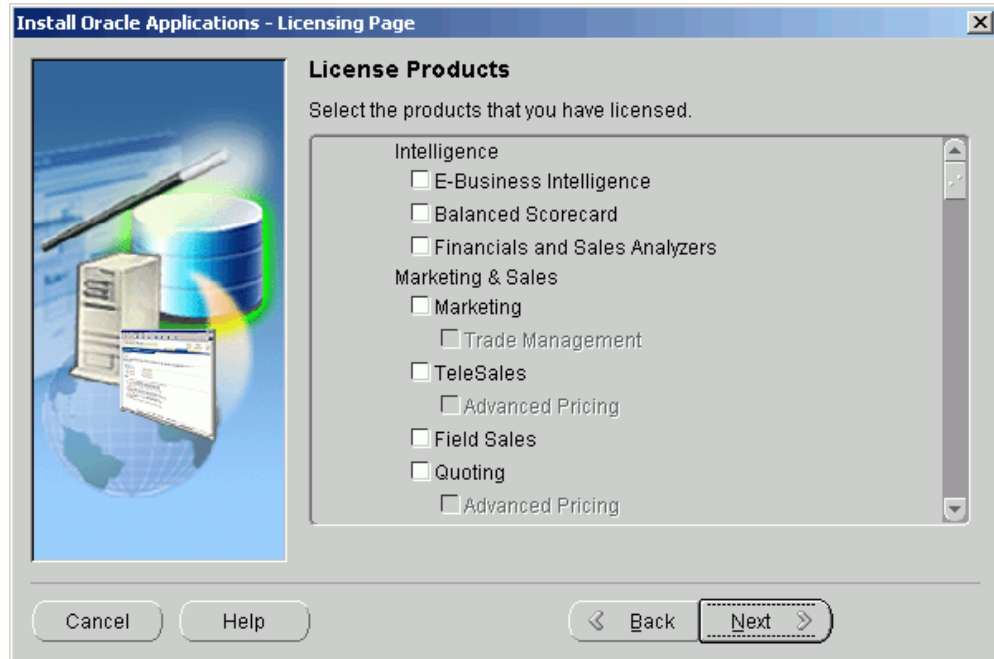 Install Oracle Applications - Licensing Page
License Products
Select the products that you have licensed.
Intelligence
E-Business Intelligence
Balanced Scorecard
Financials and Sales Analyzers
Marketing & Sales
Marketing
Trade Management
TeleSales
Advanced Pricing
Field Sales
Quoting
Advanced Pricing
Cancel
Help
Back
Next